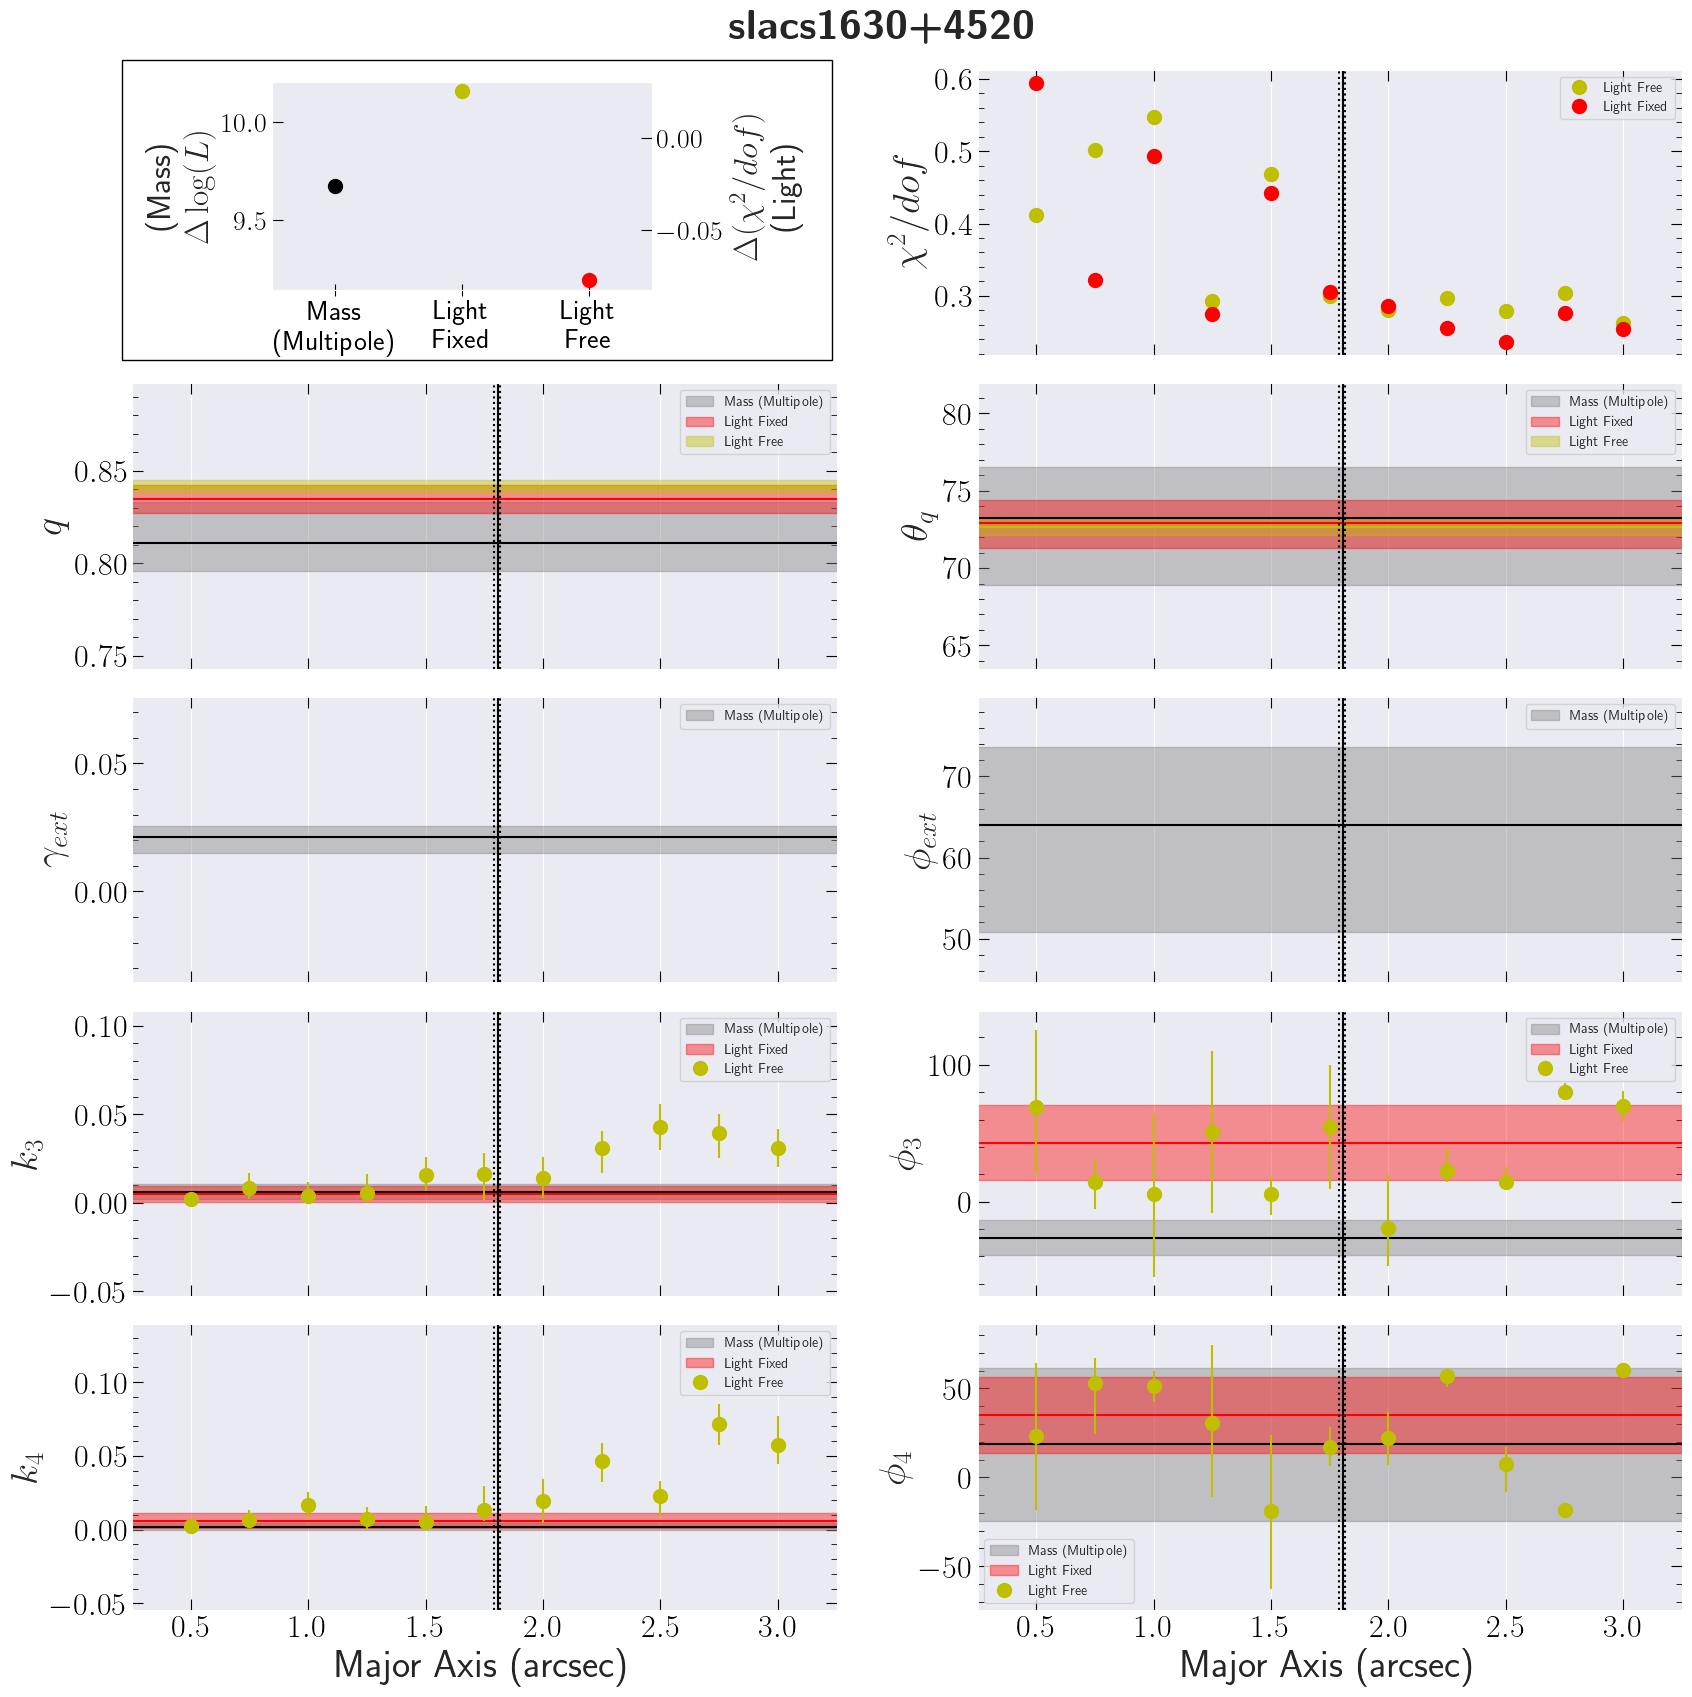 slacs1630+4520
(Mass)
Δ log(L)
10.0
9.5
0.00
−0.05
Δ(χ²/dof)
(Light)
Mass
(Multipole)
Light
Fixed
Light
Free
χ²/dof
0.6
0.5
0.4
0.3
Light Free
Light Fixed
q
0.85
0.80
0.75
Mass (Multipole)
Light Fixed
Light Free
θq
80
75
70
65
Mass (Multipole)
Light Fixed
Light Free
γext
0.05
0.00
Mass (Multipole)
ϕext
70
60
50
Mass (Multipole)
k3
0.10
0.05
0.00
−0.05
Mass (Multipole)
Light Fixed
Light Free
ϕ3
100
0
Mass (Multipole)
Light Fixed
Light Free
k4
0.10
0.05
0.00
−0.05
Mass (Multipole)
Light Fixed
Light Free
0.5 1.0 1.5 2.0 2.5 3.0
Major Axis (arcsec)
ϕ4
50
0
−50
Mass (Multipole)
Light Fixed
Light Free
0.5 1.0 1.5 2.0 2.5 3.0
Major Axis (arcsec)